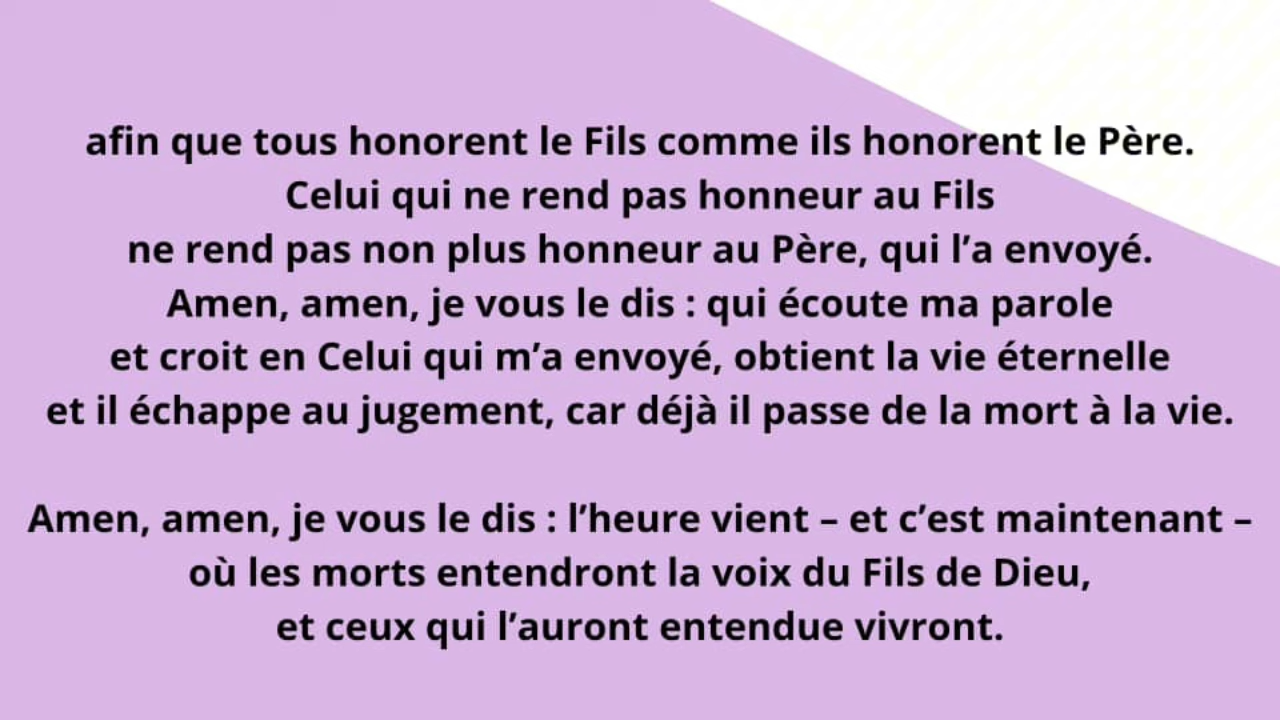 afin que tous honorent le Fils comme ils honorent le Père.
Celui qui ne rend pas honneur au Fils
ne rend pas non plus honneur au Père, qui l’a envoyé.
Amen, amen, je vous le dis : qui écoute ma parole
et croit en Celui qui m’a envoyé, obtient la vie éternelle
et il échappe au jugement, car déjà il passe de la mort à la vie.
Amen, amen, je vous le dis : l’heure vient – et c’est maintenant –
où les morts entendront la voix du Fils de Dieu,
et ceux qui l’auront entendue vivront.